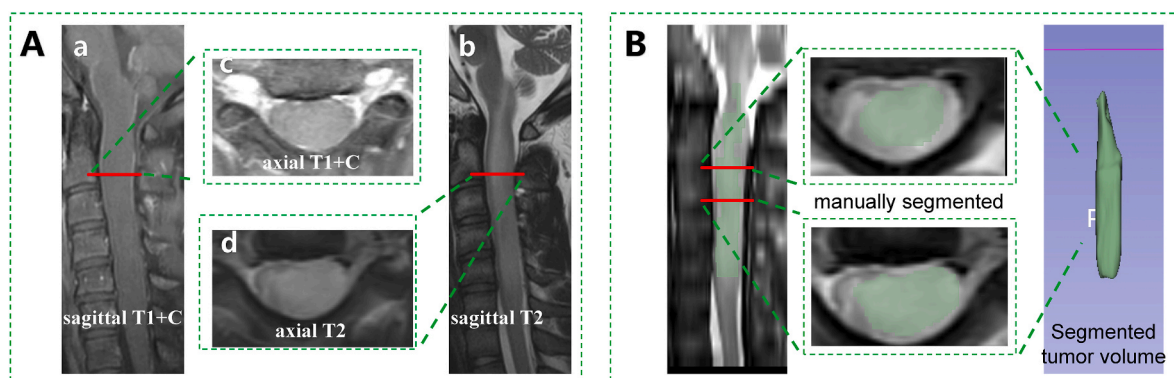 A
a
c
axial T1+C
sagittal T1+C
d
axial T2
b
sagittal T2
B
manually segmented
P
Segmented
tumor volume